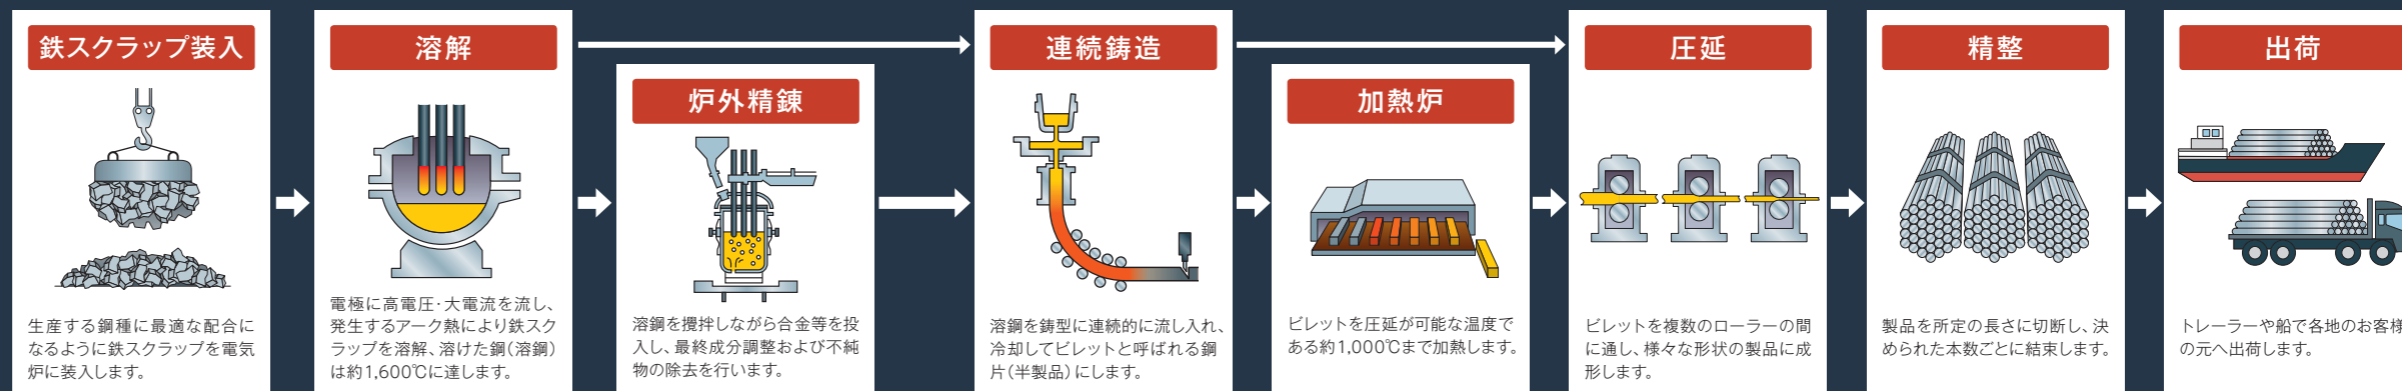 鉄スクラップ装入
生産する鋼種に最適な配合に
なるように鉄スクラップを電気
炉に装入します。
溶解
電極に高電圧・大電流を流し、
発生するアーク熱により鉄スク
ラップを溶解、溶けた鋼(溶鋼)
は約1,600℃に達します。
炉外精錬
溶鋼を攪拌しながら合金等を投
入し、最終成分調整および不純
物の除去を行います。
連続鋳造
溶鋼を鋳型に連続的に流し入れ、
冷却してビレットと呼ばれる鋼
片(半製品)にします。
加熱炉
ビレットを圧延が可能な温度で
ある約1,000℃まで加熱します。
圧延
ビレットを複数のローラーの間
に通し、様々な形状の製品に成
形します。
精整
製品を所定の長さに切断し、決
められた本数ごとに結束します。
出荷
トレーラーや船で各地のお客様
の元へ出荷します。